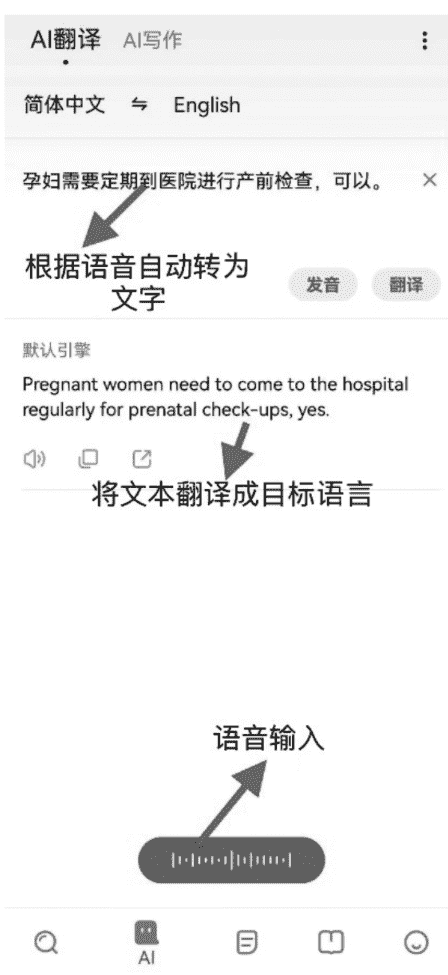 AI翻译 AI写作
简体中文 English
孕妇需要定期到医院进行产前检查，可以。
根据语音自动转为
文字
发音 翻译
默认引擎
Pregnant women need to come to the hospital
regularly for prenatal check-ups, yes.
将文本翻译成目标语言
语音输入
AI